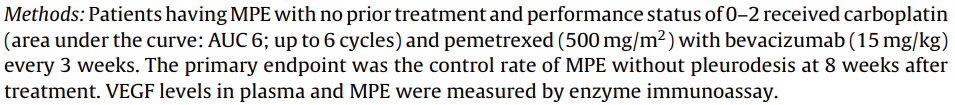 Methods: Patients having MPE with no prior treatment and performance status of 0–2 received carboplatin
(area under the curve: AUC 6; up to 6 cycles) and pemetrexed (500 mg/m²) with bevacizumab (15 mg/kg)
every 3 weeks. The primary endpoint was the control rate of MPE without pleurodesis at 8 weeks after
treatment. VEGF levels in plasma and MPE were measured by enzyme immunoassay.